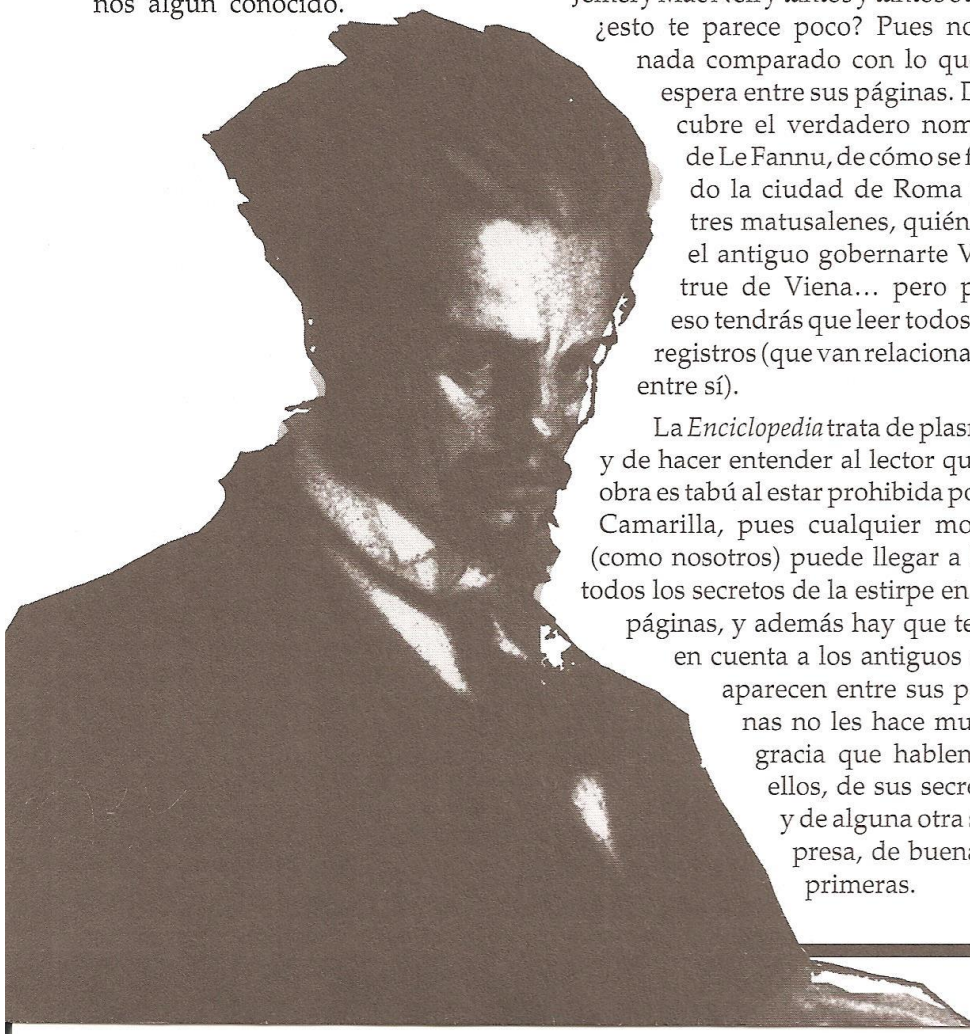 nos algún conocido.
y tantos y tantos
¿esto te parece poco? Pues no
nada comparado con lo que
espera entre sus páginas. D
cubre el verdadero nom
de Le Fannu, de cómo se f
do la ciudad de Roma
tres matusalenes, quién
el antiguo gobernarte V
true de Viena... pero p
eso tendrás que leer todos
registros (que van relaciona
entre sí).
La Enciclopedia trata de plasm
y de hacer entender al lector qu
obra es tabú al estar prohibida po
Camarilla, pues cualquier mo
(como nosotros) puede llegar a
todos los secretos de la estirpe en
páginas, y además hay que te
en cuenta a los antiguos
aparecen entre sus p
nas no les hace mu
gracia que hablen
ellos, de sus secre
y de alguna otra s
presa, de buena
primeras.